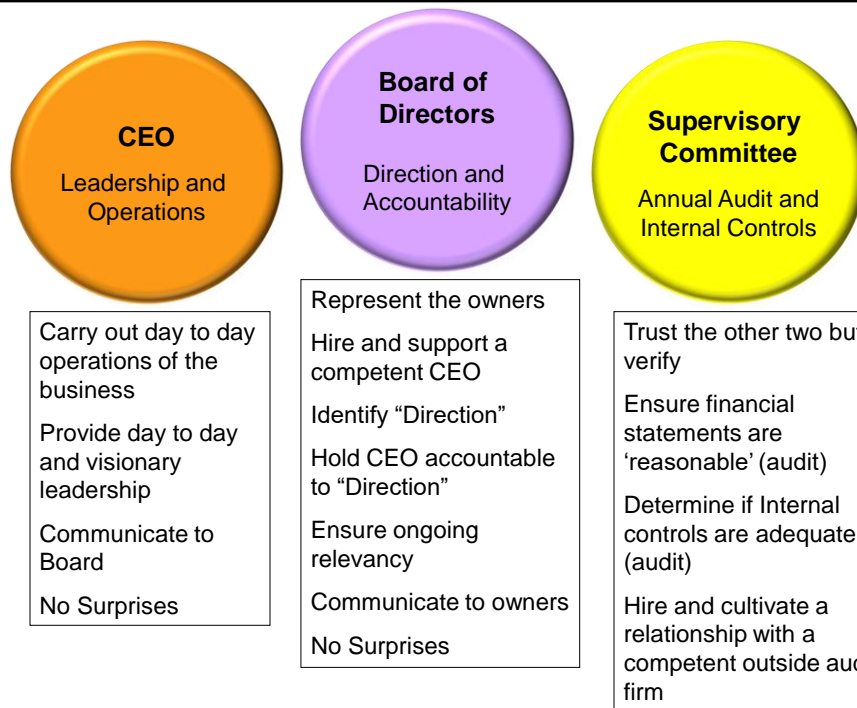 CEO
Leadership and
Operations
Carry out day to day
operations of the
business
Provide day to day
and visionary
leadership
Communicate to
Board
No Surprises
Board of
Directors
Direction and
Accountability
Represent the owners
Hire and support a
competent CEO
Identify “Direction”
Hold CEO accountable
to “Direction”
Ensure ongoing
relevancy
Communicate to owners
No Surprises
Supervisory
Committee
Annual Audit and
Internal Controls
Trust the other two
verify
Ensure financial
statements are
‘reasonable’ (audit)
Determine if Internal
controls are adequate
(audit)
Hire and cultivate a
relationship with a
competent outside
firm